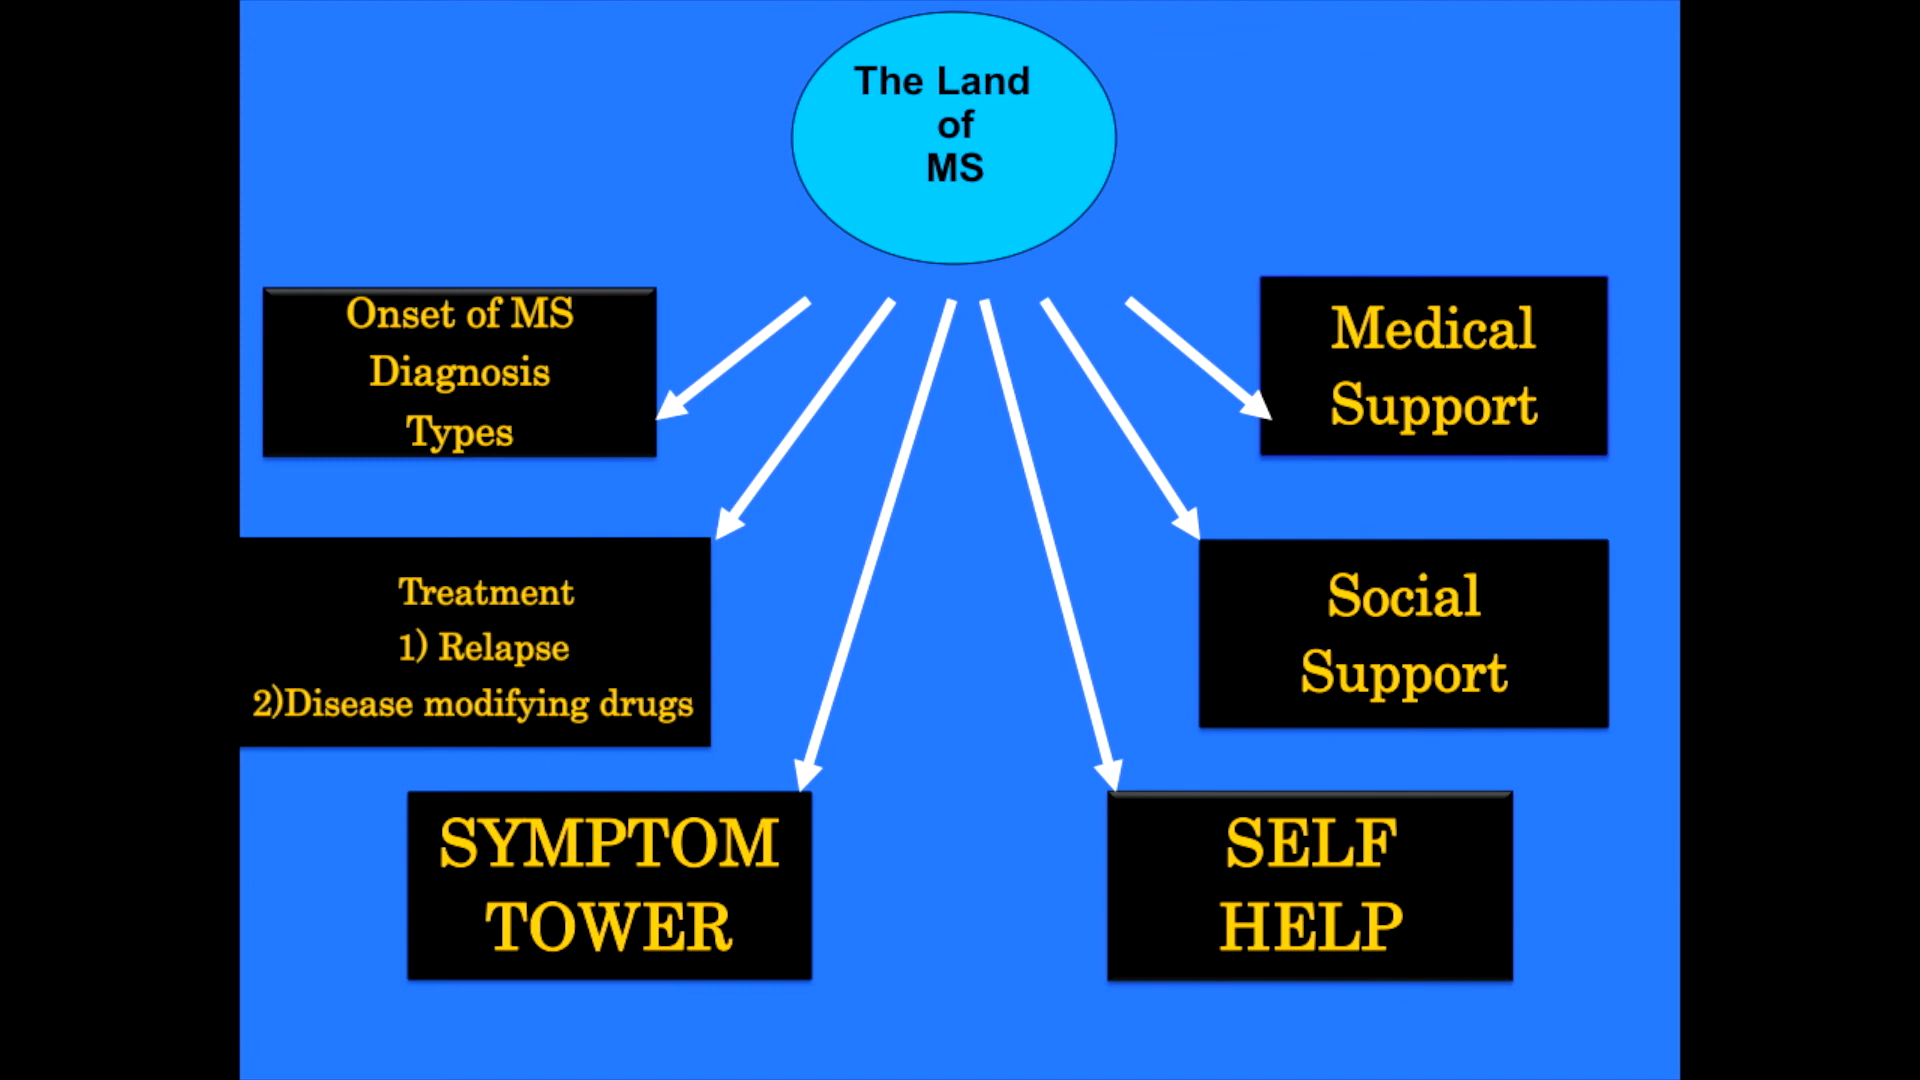 The Land
of
MS
Onset of MS
Diagnosis
Types
Medical
Support
Treatment
1) Relapse
2)Disease modifying drugs
Social
Support
SYMPTOM
TOWER
SELF
HELP